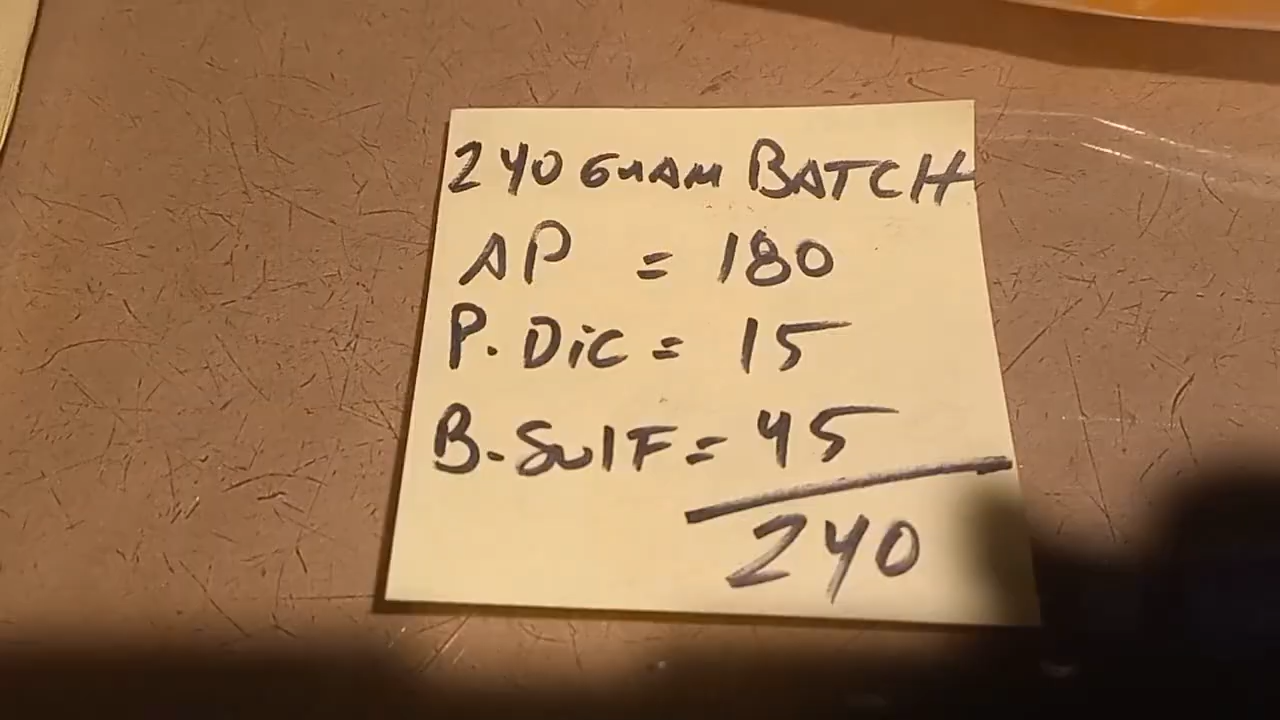 240 GRAM BATCH
AP = 180
P. DiC = 15
B-SulF = 45
240